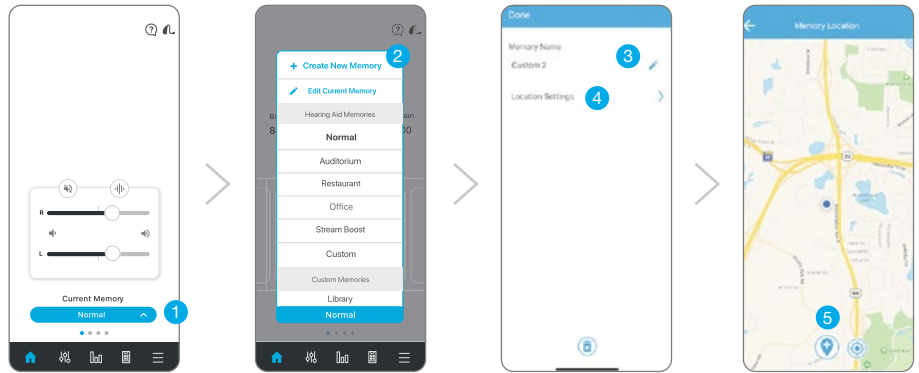 ?
R
L
Current Memory
Normal
1
?
2
+ Create New Memory
Edit Current Memory
Hearing Aid Memories
Normal
Auditorium
Restaurant
Office
Stream Boost
Custom
Custom Memories
Library
Normal
Done
Memory Name
3
Custom 2
Location Settings
4
Memory Location
5